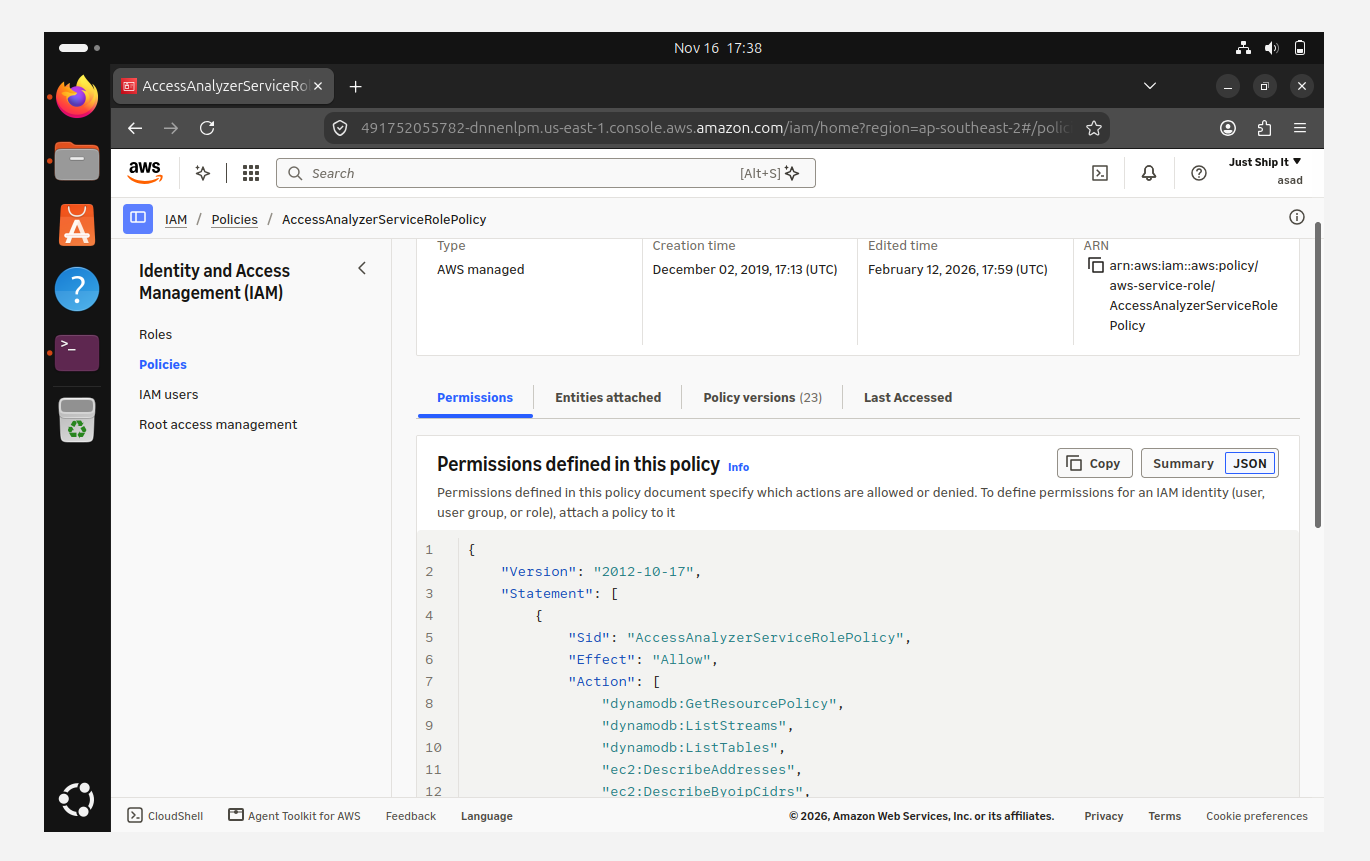 Nov 16 17:38
AccessAnalyzerServiceRo
491752055782-dnnenlpm.us-east-1.console.aws.amazon.com/iam/home?region=ap-southeast-2#/polic
aws
Search
[Alt+S]
Just Ship It
asad
IAM / Policies / AccessAnalyzerServiceRolePolicy
Identity and Access
Management (IAM)
Roles
Policies
IAM users
Root access management
Type
AWS managed
Creation time
December 02, 2019, 17:13 (UTC)
Edited time
February 12, 2026, 17:59 (UTC)
ARN
arn:aws:iam::aws:policy/
aws-service-role/
AccessAnalyzerServiceRole
Policy
Permissions
Entities attached
Policy versions (23)
Last Accessed
Permissions defined in this policy Info
Copy
Summary
JSON
Permissions defined in this policy document specify which actions are allowed or denied. To define permissions for an IAM identity (user,
user group, or role), attach a policy to it
1 {
2 "Version": "2012-10-17",
3 "Statement": [
4 {
5 "Sid": "AccessAnalyzerServiceRolePolicy",
6 "Effect": "Allow",
7 "Action": [
8 "dynamodb:GetResourcePolicy",
9 "dynamodb:ListStreams",
10 "dynamodb:ListTables",
11 "ec2:DescribeAddresses",
12 "ec2:DescribeByoipCidrs",
CloudShell
Agent Toolkit for AWS
Feedback
Language
© 2026, Amazon Web Services, Inc. or its affiliates.
Privacy
Terms
Cookie preferences